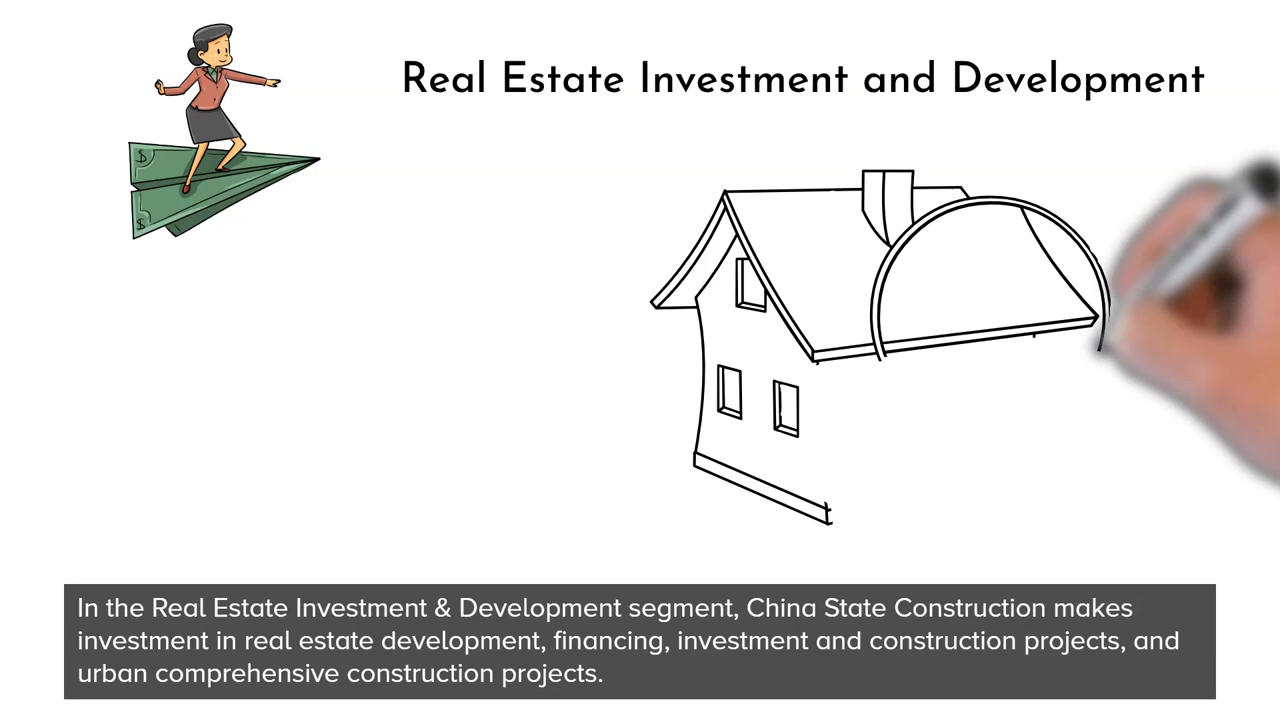 Real Estate Investment and Development
$
$
In the Real Estate Investment & Development segment, China State Construction makes
investment in real estate development, financing, investment and construction projects, and
urban comprehensive construction projects.